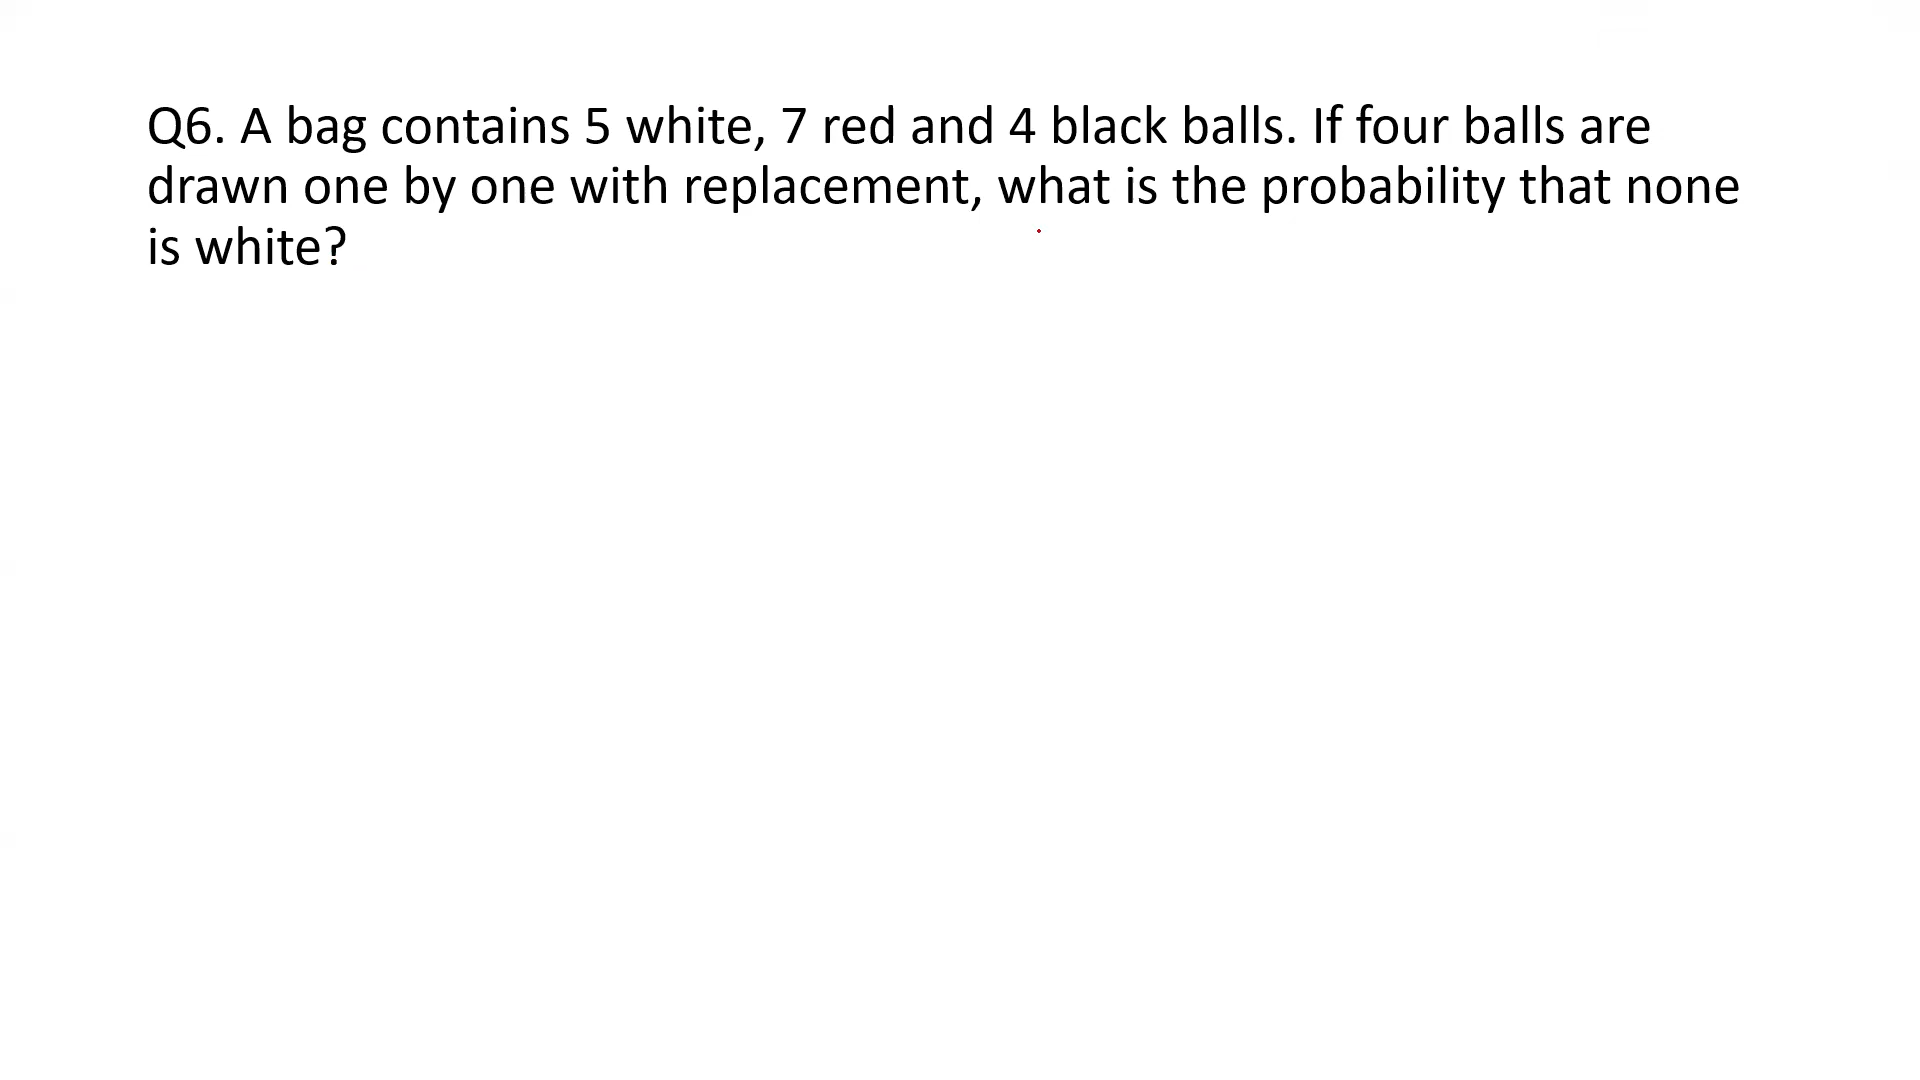 Q6. A bag contains 5 white, 7 red and 4 black balls. If four balls are
drawn one by one with replacement, what is the probability that none
is white?